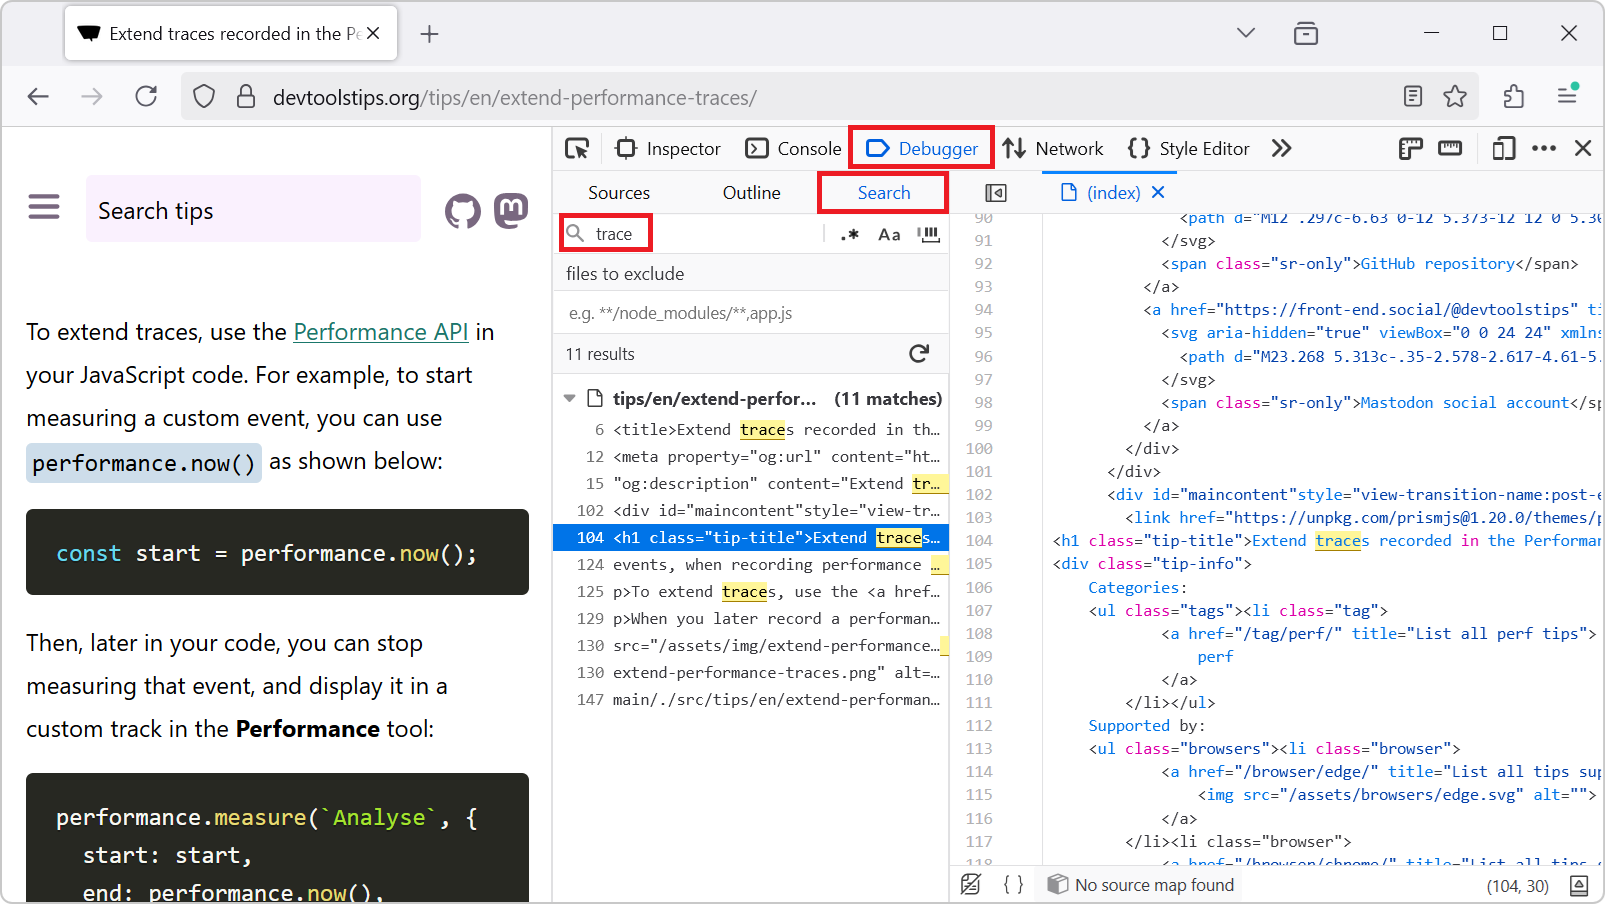 Extend traces recorded in the Pe
devtoolstips.org/tips/en/extend-performance-traces/
Search tips
To extend traces, use the Performance API in
your JavaScript code. For example, to start
measuring a custom event, you can use
performance.now() as shown below:
const start = performance.now();
Then, later in your code, you can stop
measuring that event, and display it in a
custom track in the Performance tool:
performance.measure(`Analyse`, {
start: start,
end: performance.now(),
Inspector
Console
Debugger
Network
{} Style Editor
Sources
Outline
Search
(index)
trace
.* Aa
files to exclude
e.g. **/node_modules/**,app.js
11 results
tips/en/extend-perfor... (11 matches)
6 <title>Extend traces recorded in th…
12 <meta property="og:url" content="ht…
15 "og:description" content="Extend tr…
102 <div id="maincontent"style="view-tr…
104 <h1 class="tip-title">Extend traces…
124 events, when recording performance …
125 p>To extend traces, use the <a href…
129 p>When you later record a performan…
130 src="/assets/img/extend-performance…
130 extend-performance-traces.png" alt=…
147 main/./src/tips/en/extend-performan…
90 <path d="M12 .297c-6.63 0-12 5.373-12 12 0 5.30
91 </svg>
92 <span class="sr-only">GitHub repository</span>
93 </a>
94 <a href="https://front-end.social/@devtoolstips" ti
95 <svg aria-hidden="true" viewBox="0 0 24 24" xmlns
96 <path d="M23.268 5.313c-.35-2.578-2.617-4.61-5.
97 </svg>
98 <span class="sr-only">Mastodon social account</sp
99 </a>
100 </div>
101 </div>
102 <div id="maincontent"style="view-transition-name:post-e
103 <link href="https://unpkg.com/prismjs@1.20.0/themes/p
104 <h1 class="tip-title">Extend traces recorded in the Performan
105 <div class="tip-info">
106 Categories:
107 <ul class="tags"><li class="tag">
108 <a href="/tag/perf/" title="List all perf tips">
109 perf
110 </a>
111 </li></ul>
112 Supported by:
113 <ul class="browsers"><li class="browser">
114 <a href="/browser/edge/" title="List all tips sup
115 <img src="/assets/browsers/edge.svg" alt="">
116 </a>
117 </li><li class="browser">
118 <a href="/browser/chrome/" title="List all tips
{ }
No source map found
(104, 30)